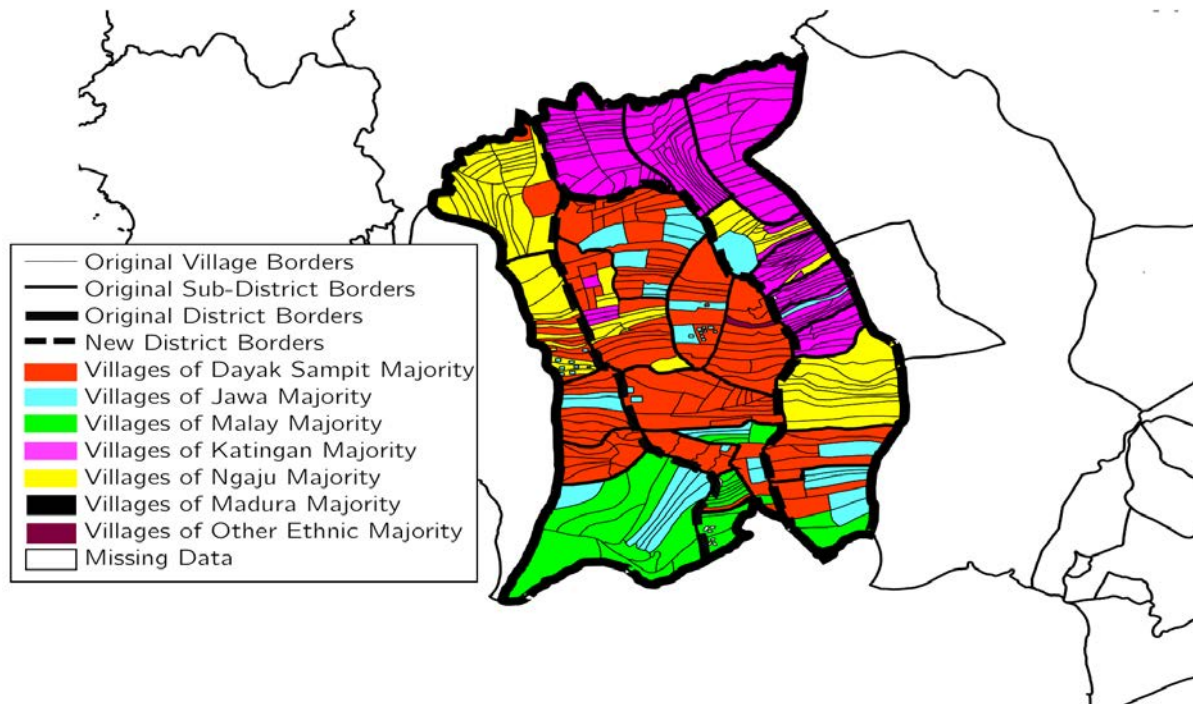 Original Village Borders
Original Sub-District Borders
Original District Borders
New District Borders
Villages of Dayak Sampit Majority
Villages of Jawa Majority
Villages of Malay Majority
Villages of Katingan Majority
Villages of Ngaju Majority
Villages of Madura Majority
Villages of Other Ethnic Majority
Missing Data